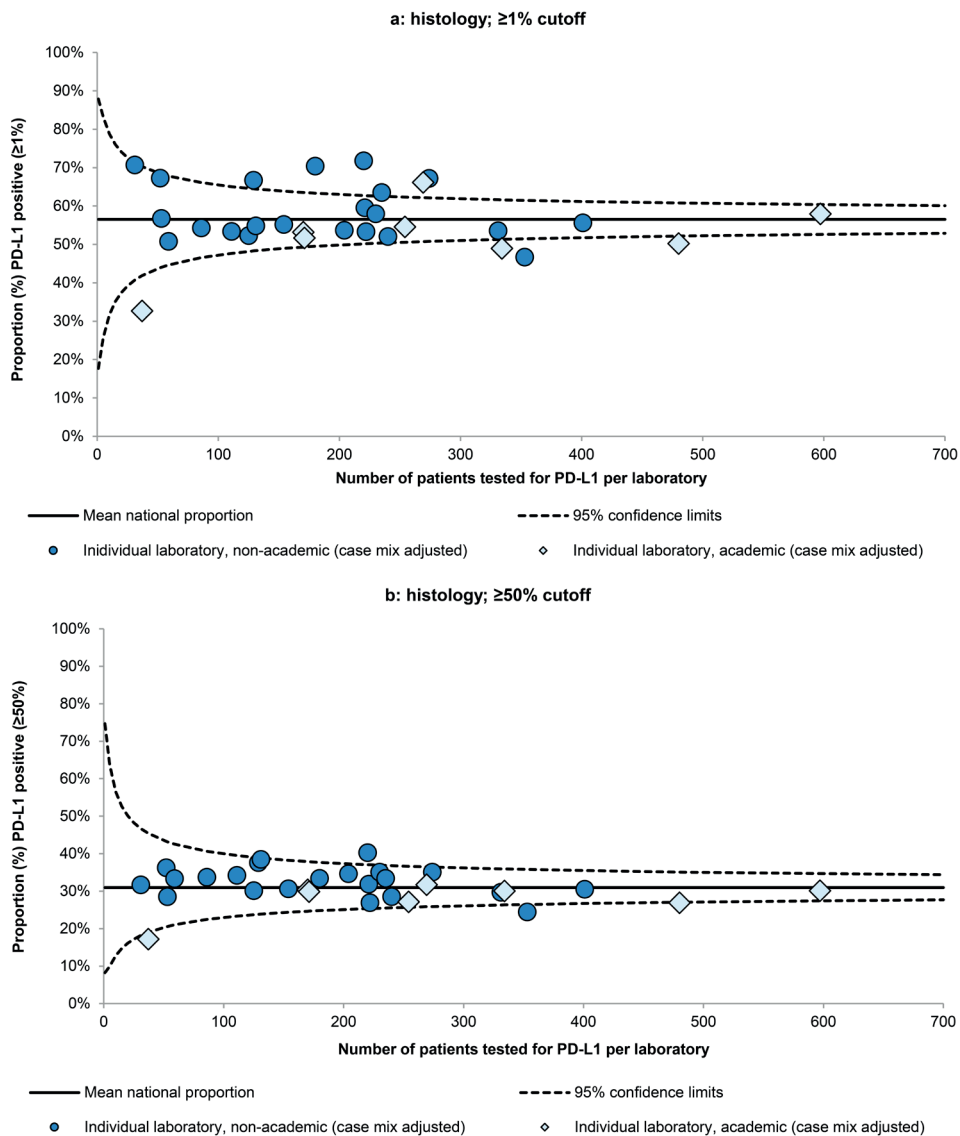 a: histology; ≥1% cutoff
100%
90%
80%
70%
60%
50%
40%
30%
20%
10%
0%
Proportion (%) PD-L1 positive (≥1%)
0 100 200 300 400 500 600 700
Number of patients tested for PD-L1 per laboratory
Mean national proportion 95% confidence limits
Inidividual laboratory, non-academic (case mix adjusted) Individual laboratory, academic (case mix adjusted)
b: histology; ≥50% cutoff
100%
90%
80%
70%
60%
50%
40%
30%
20%
10%
0%
Proportion (%) PD-L1 positive (≥50%)
0 100 200 300 400 500 600 700
Number of patients tested for PD-L1 per laboratory
Mean national proportion 95% confidence limits
Individual laboratory, non-academic (case mix adjusted) Individual laboratory, academic (case mix adjusted)